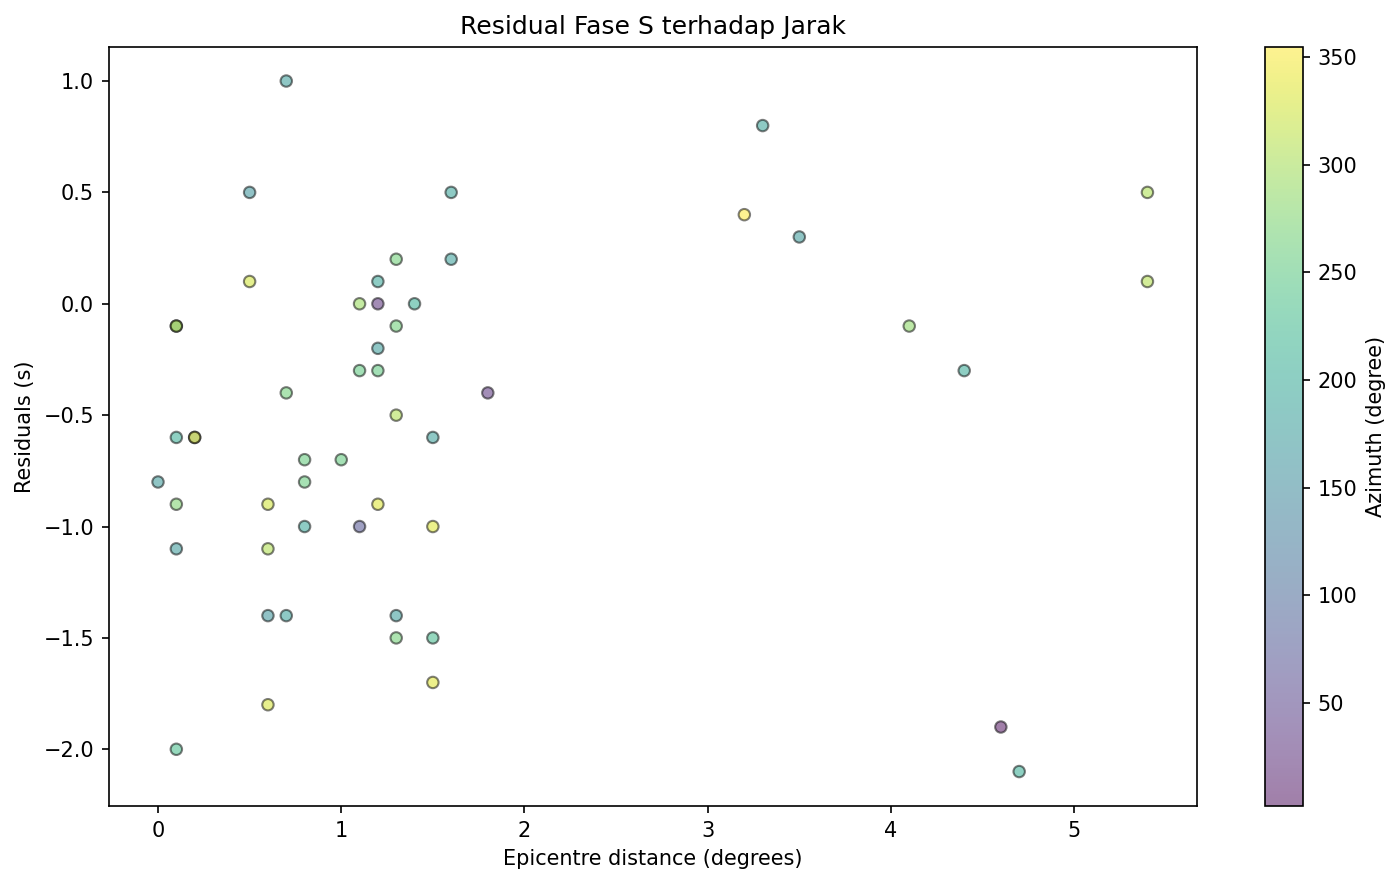 Residual Fase S terhadap Jarak
1.0
0.5
0.0
−0.5
−1.0
−1.5
−2.0
Residuals (s)
0 1 2 3 4 5
Epicentre distance (degrees)
350
300
250
200
150
100
50
Azimuth (degree)